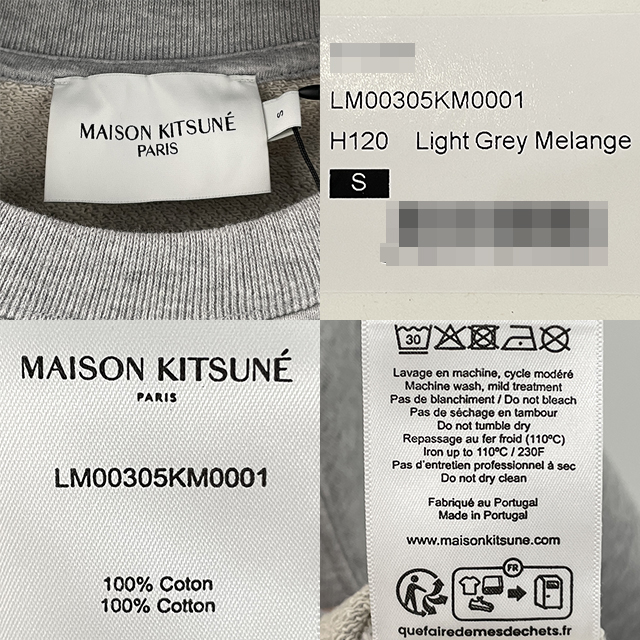 MAISON KITSUNÉ
PARIS
S
LM00305KM0001
H120 Light Grey Melange
S
MAISON KITSUNÉ
PARIS
LM00305KM0001
100% Coton
100% Cotton
30
Lavage en machine, cycle modéré
Machine wash, mild treatment
Pas de blanchiment / Do not bleach
Pas de séchage en tambour
Do not tumble dry
Repassage au fer froid (110°C)
Iron up to 110°C / 230F
Pas d'entretien professionnel à sec
Do not dry clean
Fabriqué au Portugal
Made in Portugal
www.maisonkitsune.com
FR
quefairedemesdechets.fr